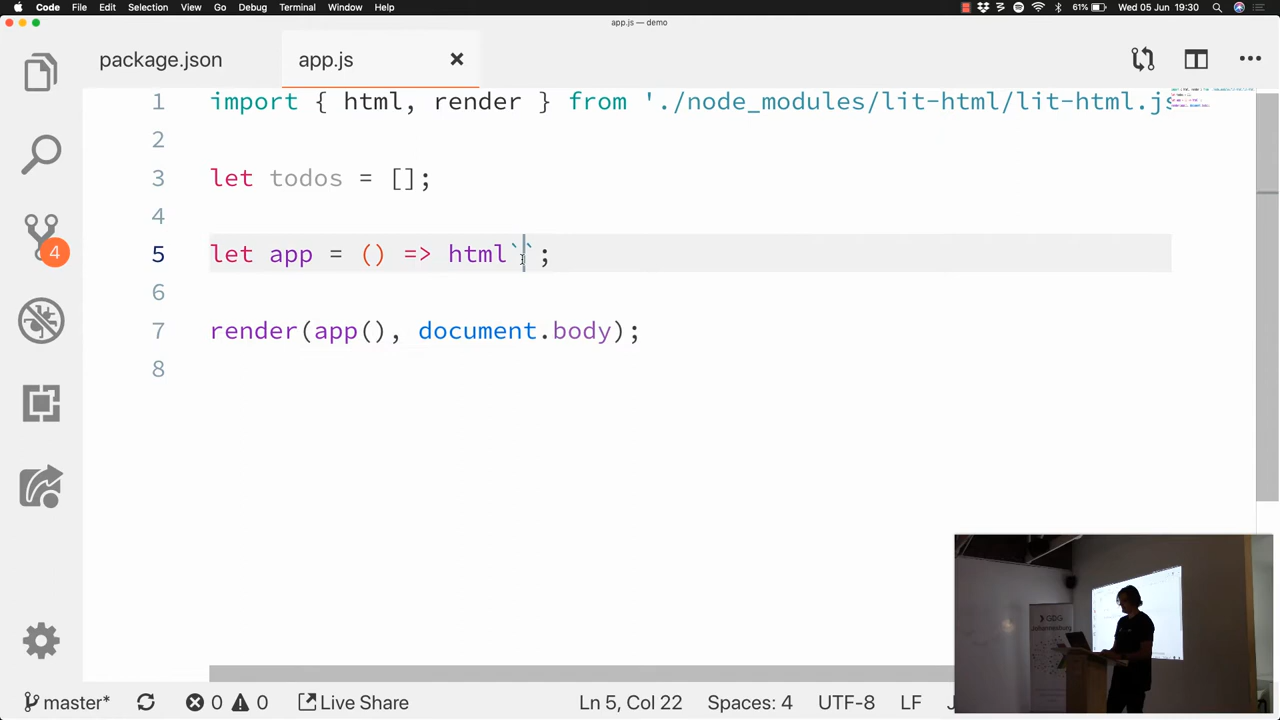 Code File Edit Selection View Go Debug Terminal Window Help 61% Wed 05 Jun 19:30
app.js — demo
package.json app.js
1 import { html, render } from './node_modules/lit-html/lit-html.js
2
3 let todos = [];
4
5 let app = () => html``;
6
7 render(app(), document.body);
8
4
GDG
Johannesburg
master* 0 0 Live Share Ln 5, Col 22 Spaces: 4 UTF-8 LF